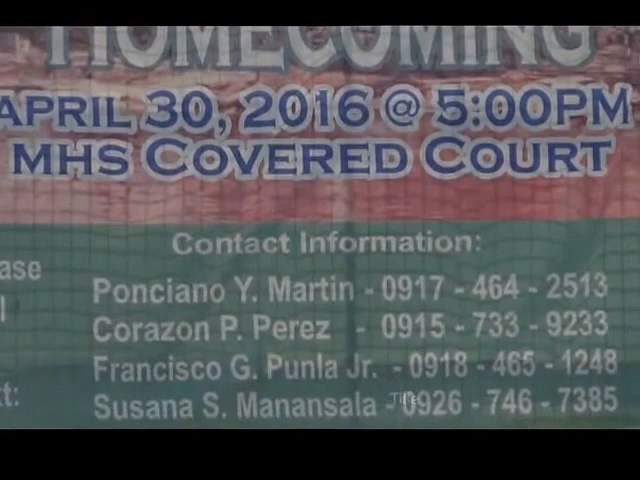 HOMECOMING
APRIL 30, 2016 @ 5:00PM
MHS COVERED COURT
Contact Information:
ase
Ponciano Y. Martin - 0917 - 464 - 2513
Corazon P. Perez - 0915 - 733 - 9233
Francisco G. Punla Jr. - 0918 - 465 - 1248
Susana S. Manansala - 0926 - 746 - 7385
Title